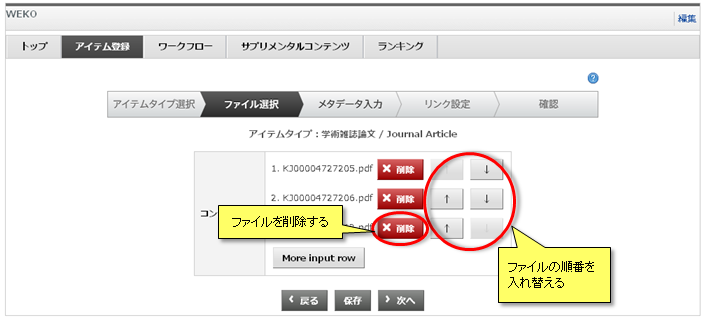 WEKO
編集
トップ アイテム登録 ワークフロー サプリメンタルコンテンツ ランキング
?
アイテムタイプ選択 ファイル選択 メタデータ入力 リンク設定 確認
アイテムタイプ：学術雑誌論文 / Journal Article
1. KJ00004727205.pdf × 削除 ↓
2. KJ00004727206.pdf × 削除 ↑ ↓
コン
ファイルを削除する
.pdf × 削除 ↑ ↓
More input row
ファイルの順番を
入れ替える
戻る 保存 次へ